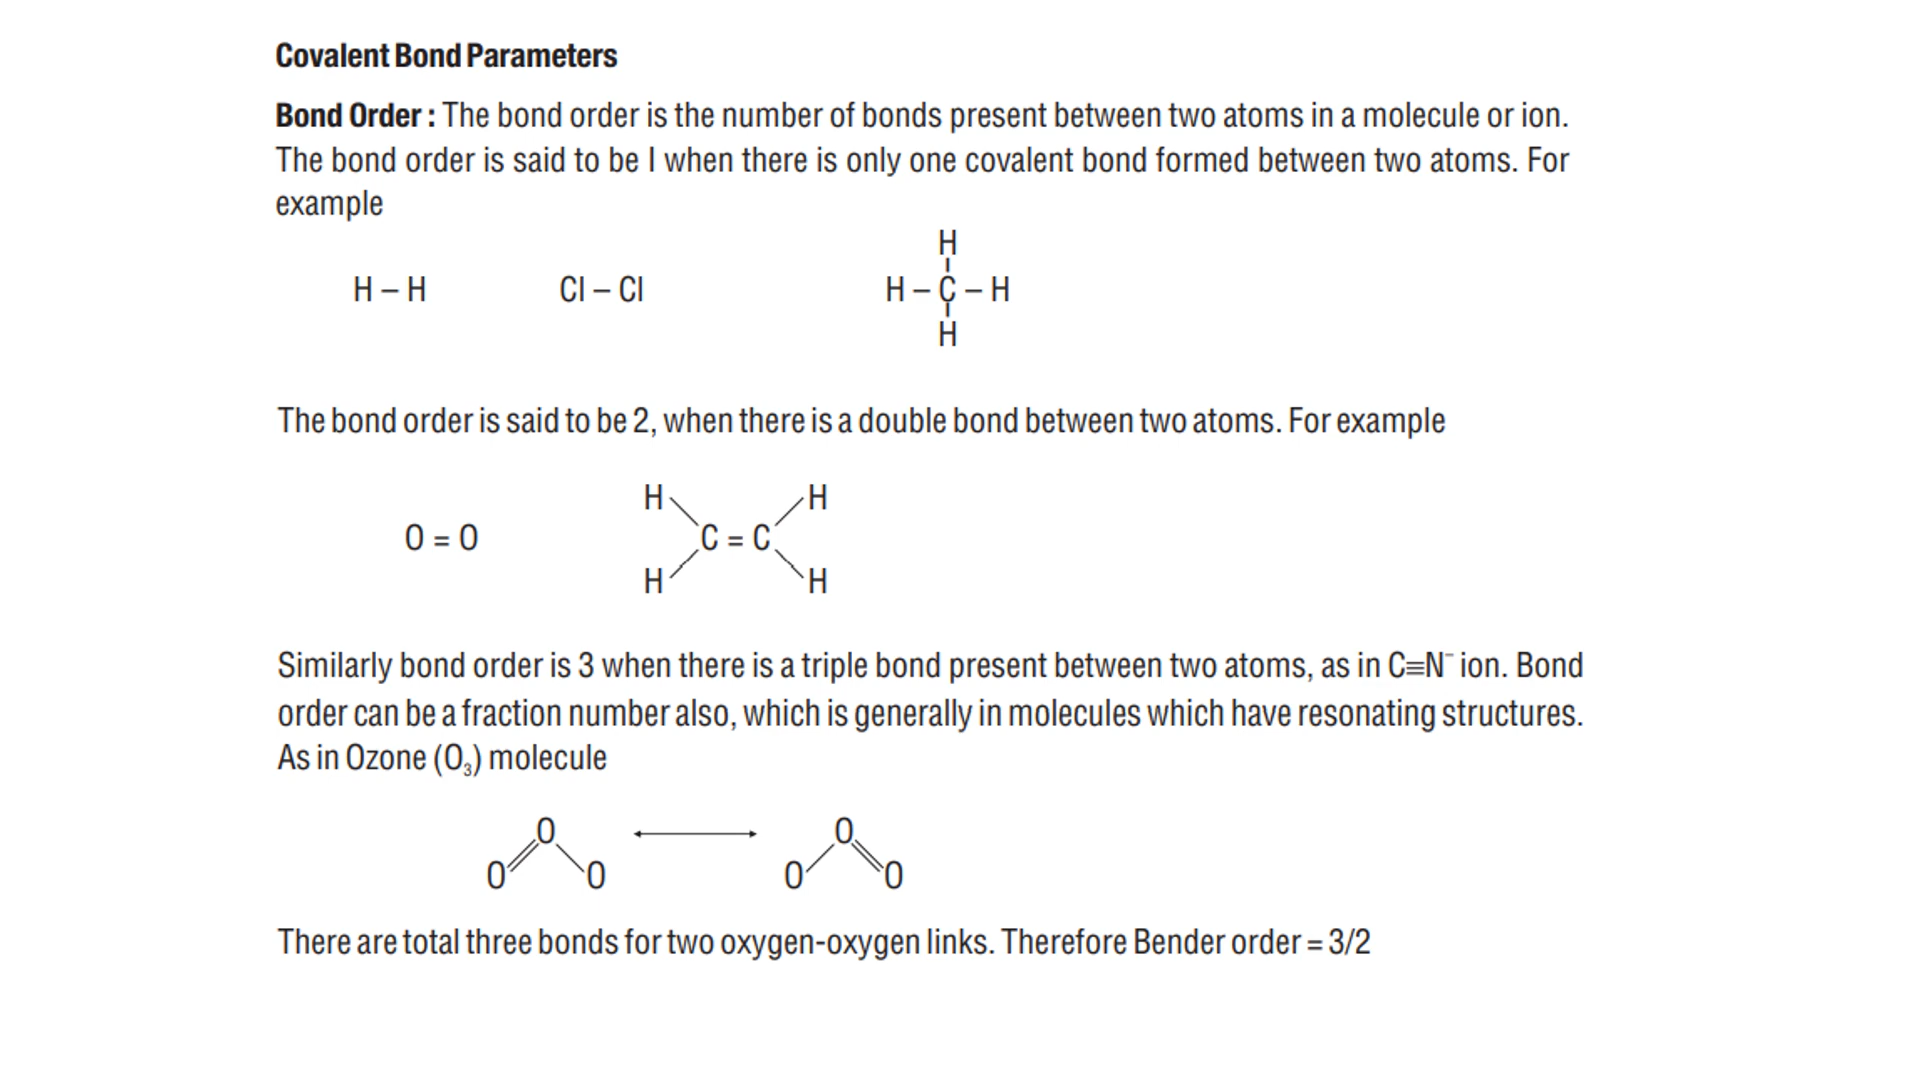 Covalent Bond Parameters
Bond Order : The bond order is the number of bonds present between two atoms in a molecule or ion.
The bond order is said to be I when there is only one covalent bond formed between two atoms. For
example
H
H – H Cl – Cl H – C – H
H
The bond order is said to be 2, when there is a double bond between two atoms. For example
H H
O = O C = C
H H
Similarly bond order is 3 when there is a triple bond present between two atoms, as in C≡N⁻ ion. Bond
order can be a fraction number also, which is generally in molecules which have resonating structures.
As in Ozone (O₃) molecule
O O
O O O O
There are total three bonds for two oxygen-oxygen links. Therefore Bender order = 3/2